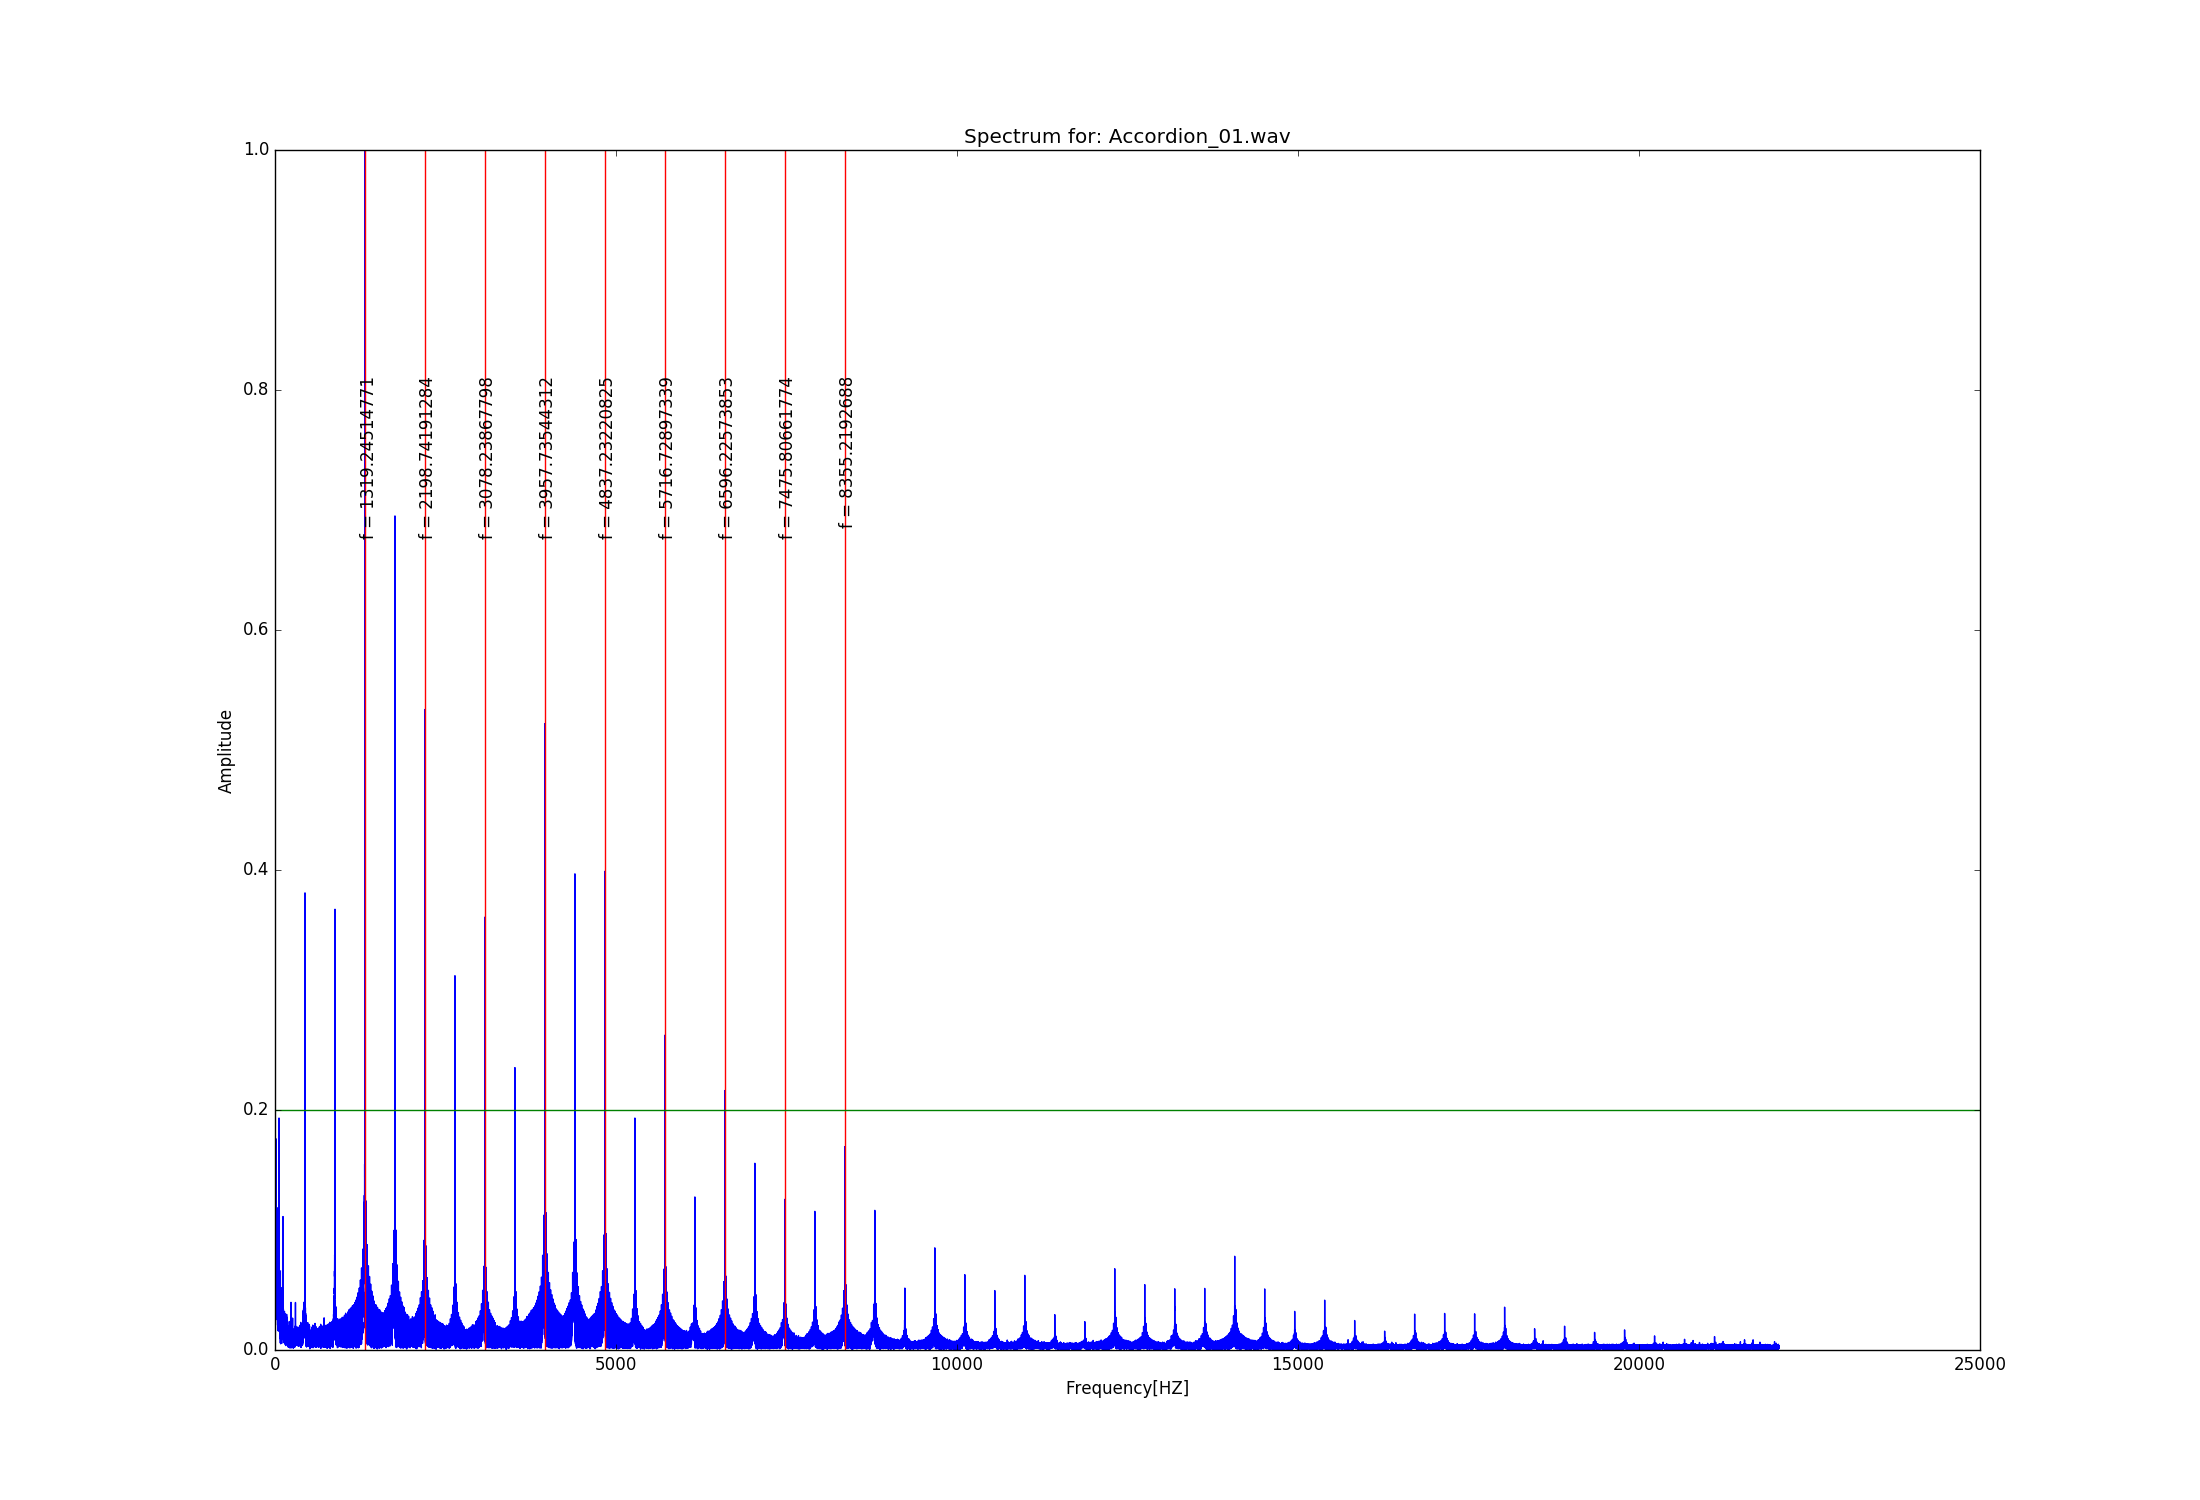 Spectrum for: Accordion_01.wav
1.0
0.8
0.6
0.4
0.2
0.0
Amplitude
f = 1319.24514771
f = 2198.74191284
f = 3078.23867798
f = 3957.73544312
f = 4837.23220825
f = 5716.72897339
f = 6596.22573853
f = 7475.80661774
f = 8355.2192688
0
5000
10000
15000
20000
25000
Frequency[HZ]